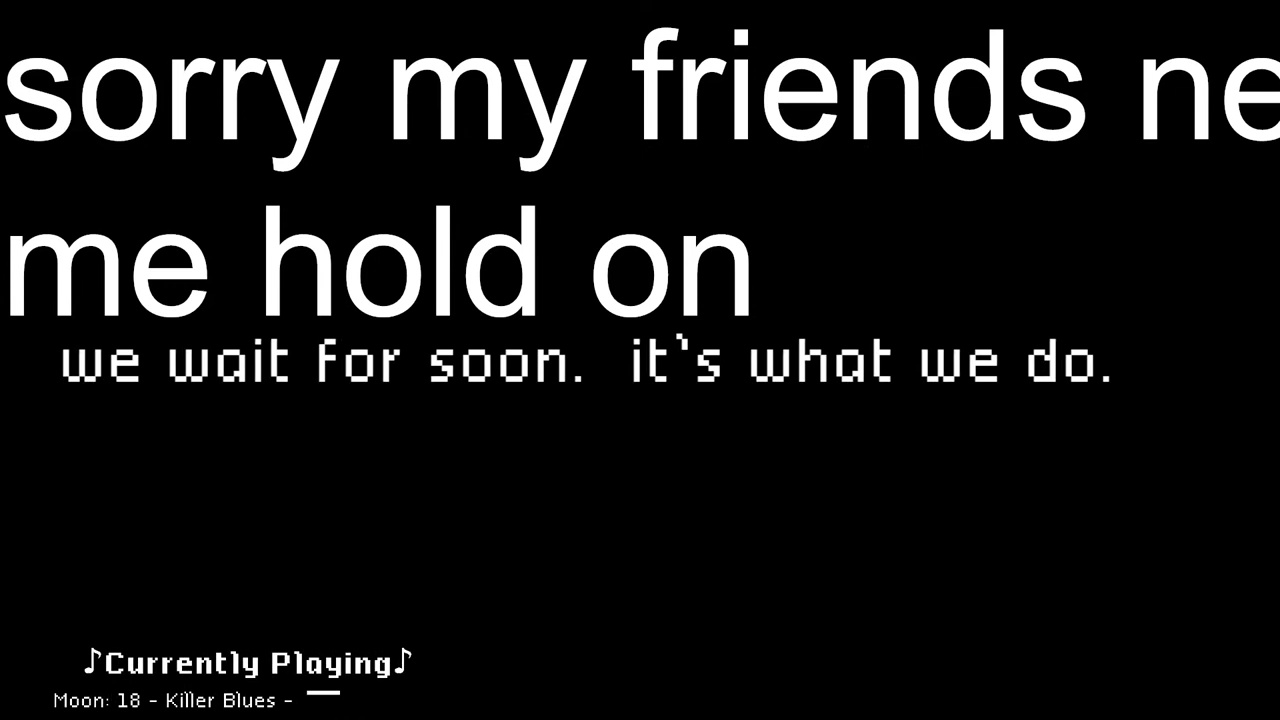 sorry my friends ne
me hold on
we wait for soon. it's what we do.
♪Currently Playing♪
Moon: 18 - Killer Blues -